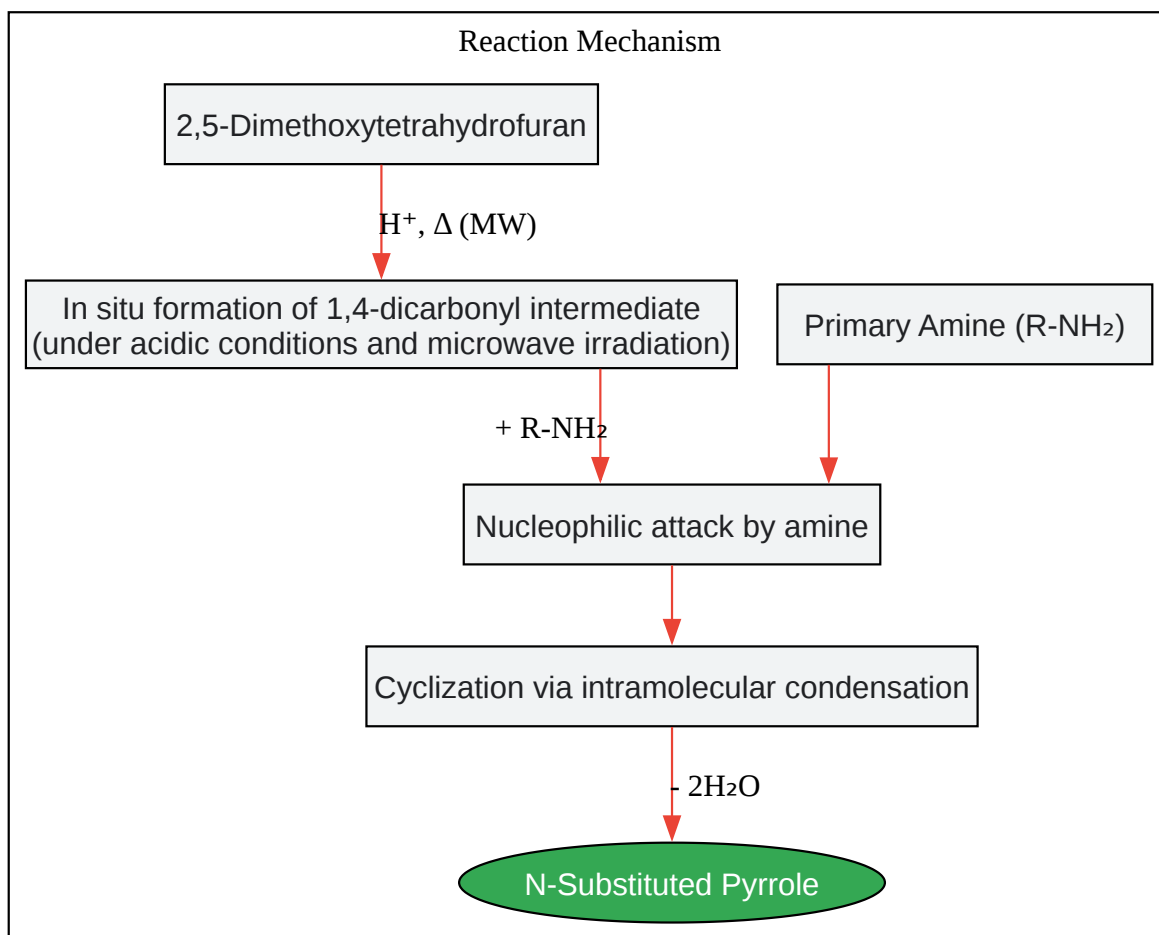 Reaction Mechanism
2,5-Dimethoxytetrahydrofuran
H⁺, Δ (MW)
In situ formation of 1,4-dicarbonyl intermediate
(under acidic conditions and microwave irradiation)
Primary Amine (R-NH₂)
+ R-NH₂
Nucleophilic attack by amine
Cyclization via intramolecular condensation
- 2H₂O
N-Substituted Pyrrole